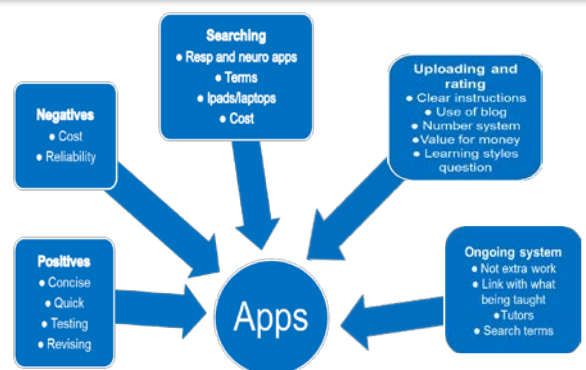 Searching
● Resp and neuro apps
● Terms
● Ipads/laptops
● Cost
Uploading and
rating
● Clear instructions
● Use of blog
● Number system
●Value for money
● Learning styles
question
Negatives
● Cost
● Reliability
Positives
● Concise
● Quick
● Testing
● Revising
Ongoing system
● Not extra work
● Link with what
being taught
●Tutors
● Search terms
Apps